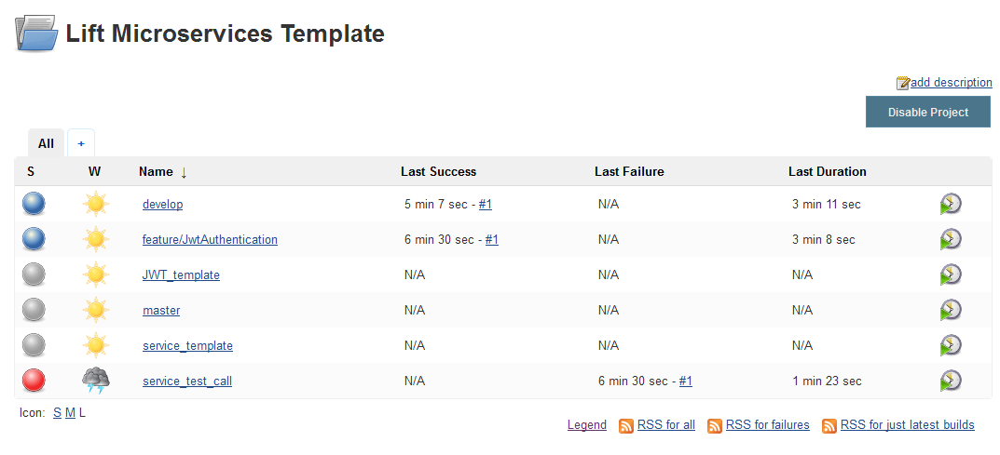 Lift Microservices Template
add description
Disable Project
All +
S W Name ↓ Last Success Last Failure Last Duration
develop 5 min 7 sec - #1 N/A 3 min 11 sec
feature/JwtAuthentication 6 min 30 sec - #1 N/A 3 min 8 sec
JWT_template N/A N/A N/A
master N/A N/A N/A
service_template N/A N/A N/A
service_test_call N/A 6 min 30 sec - #1 1 min 23 sec
Icon: S M L
Legend RSS for all RSS for failures RSS for just latest builds